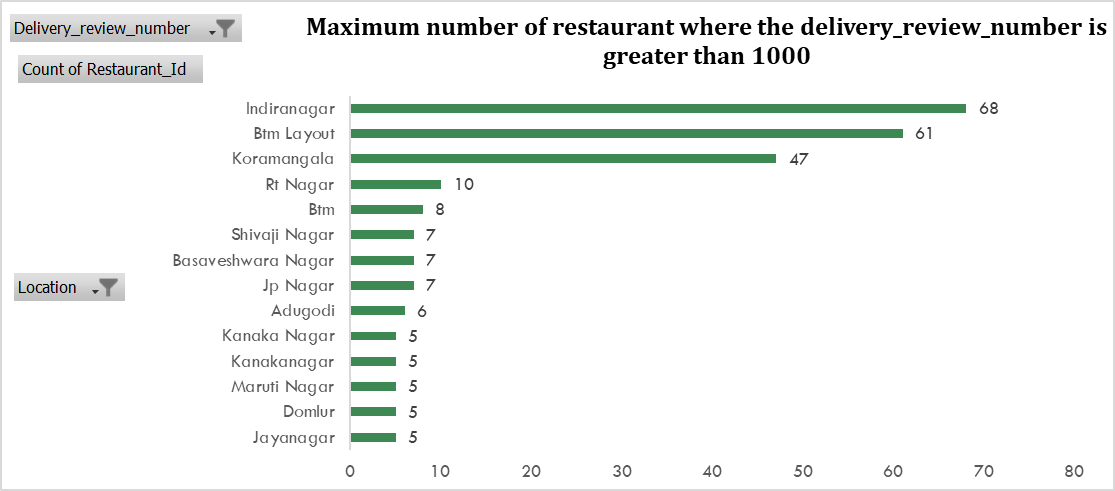 Delivery_review_number
Maximum number of restaurant where the delivery_review_number is
greater than 1000
Count of Restaurant_Id
Indiranagar 68
Btm Layout 61
Koramangala 47
Rt Nagar 10
Btm 8
Shivaji Nagar 7
Basaveshwara Nagar 7
Location
Jp Nagar 7
Adugodi 6
Kanaka Nagar 5
Kanakanagar 5
Maruti Nagar 5
Domlur 5
Jayanagar 5
0 10 20 30 40 50 60 70 80